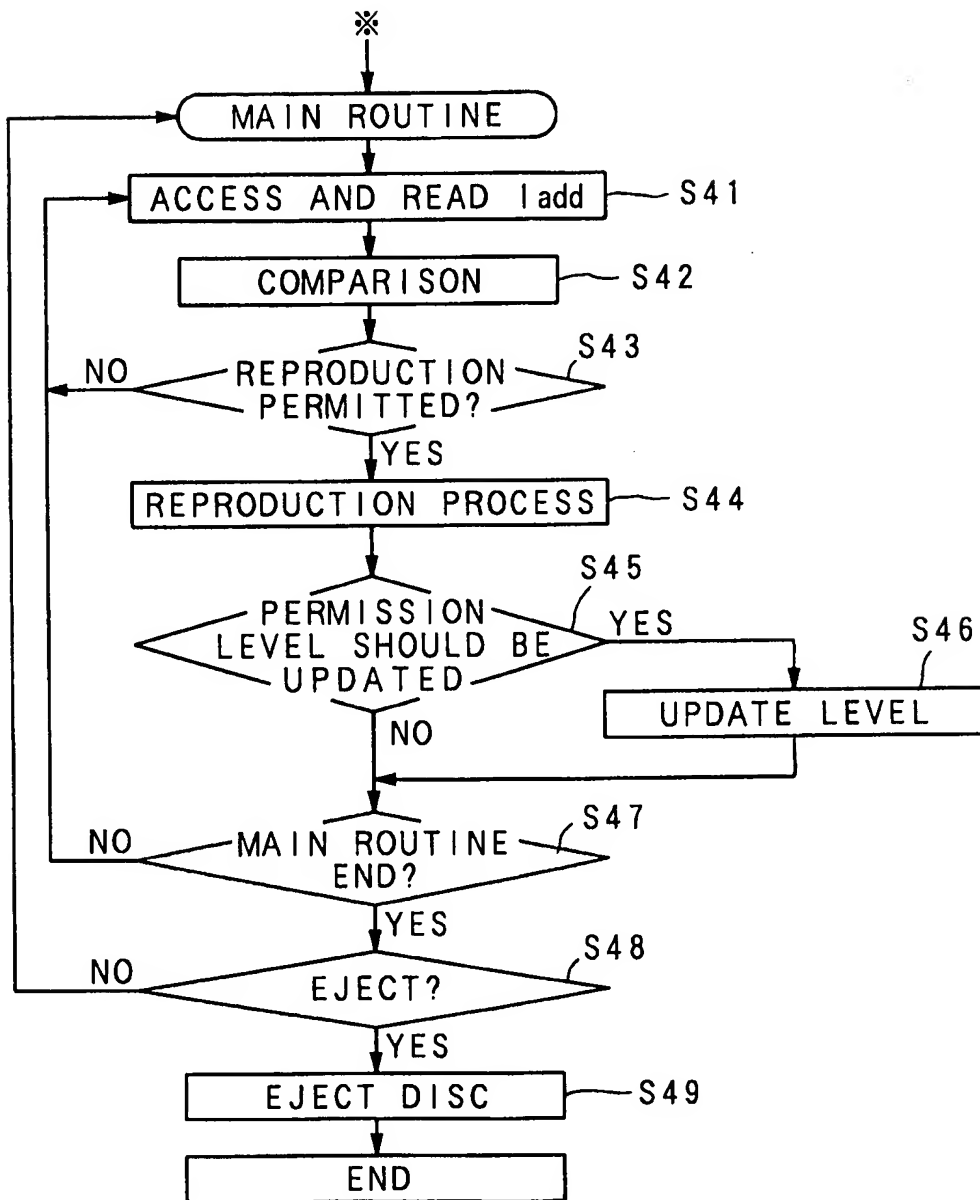 ※
MAIN ROUTINE
ACCESS AND READ Iadd
S41
COMPARISON
S42
S43
NO
REPRODUCTION
PERMITTED?
YES
REPRODUCTION PROCESS
S44
S45
PERMISSION
LEVEL SHOULD BE
UPDATED
YES
S46
UPDATE LEVEL
NO
S47
NO
MAIN ROUTINE
END?
YES
S48
NO
EJECT?
YES
EJECT DISC
S49
END